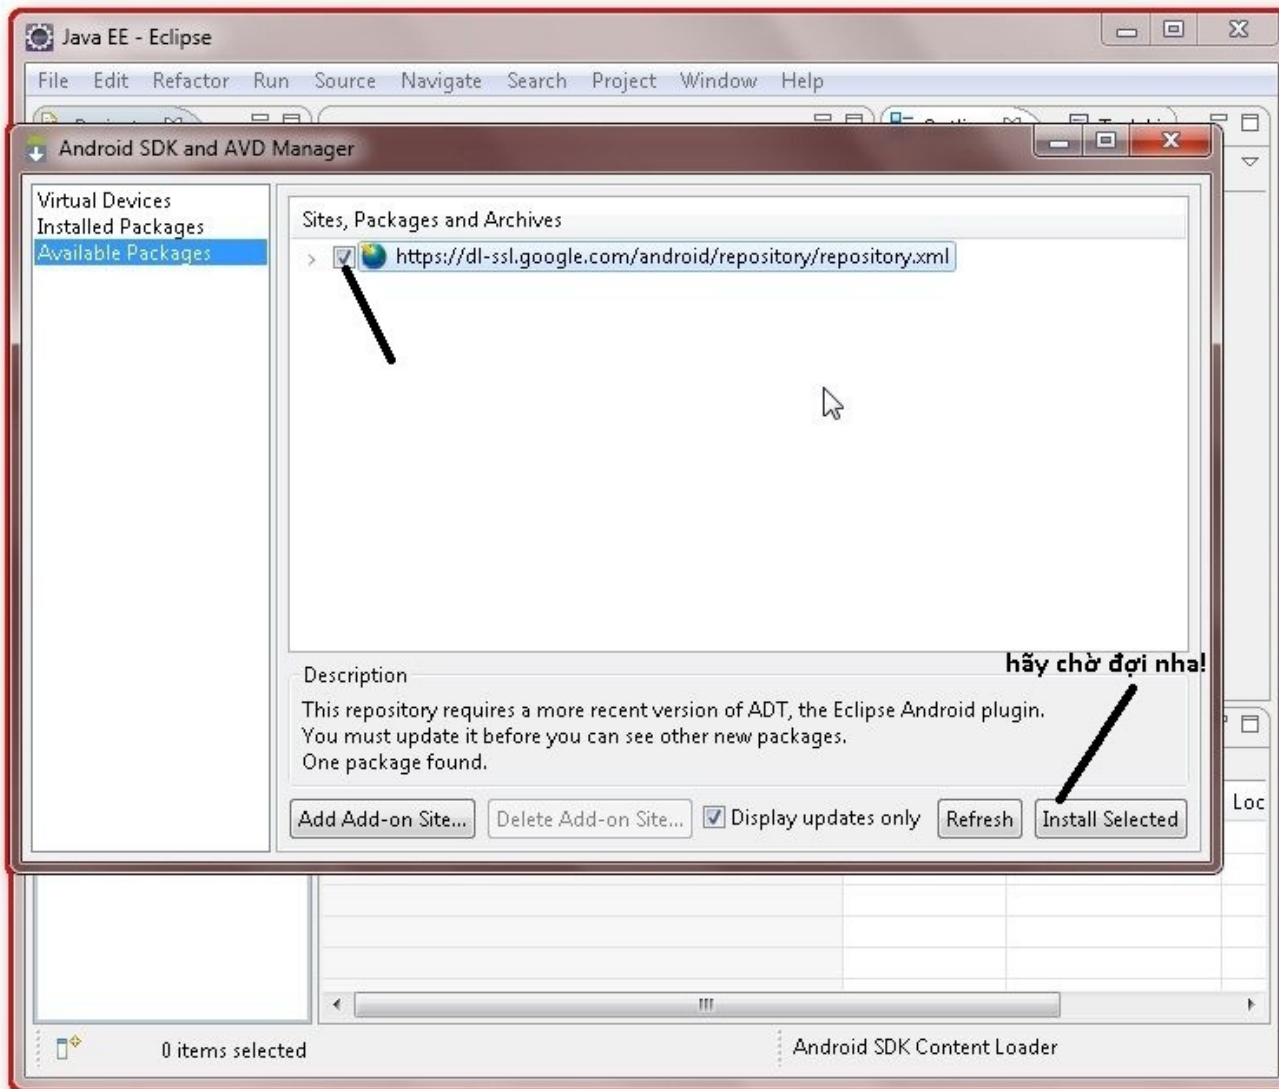 Java EE - Eclipse
File Edit Refactor Run Source Navigate Search Project Window Help
Android SDK and AVD Manager
Virtual Devices
Installed Packages
Available Packages
Sites, Packages and Archives
https://dl-ssl.google.com/android/repository/repository.xml
hãy chờ đợi nha!
Description
This repository requires a more recent version of ADT, the Eclipse Android plugin.
You must update it before you can see other new packages.
One package found.
Add Add-on Site... Delete Add-on Site... Display updates only Refresh Install Selected
Loc
0 items selected
Android SDK Content Loader